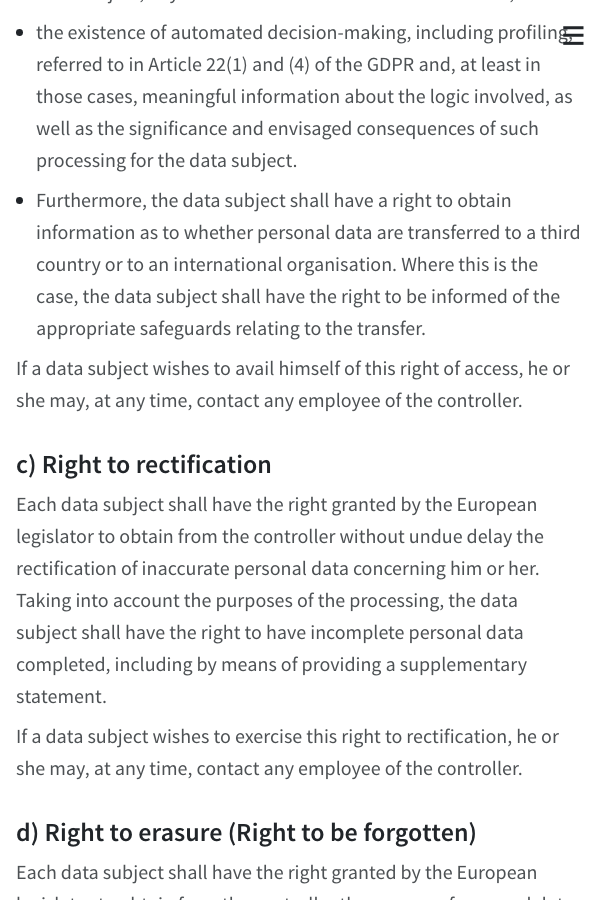 the existence of automated decision-making, including profiling,
referred to in Article 22(1) and (4) of the GDPR and, at least in
those cases, meaningful information about the logic involved, as
well as the significance and envisaged consequences of such
processing for the data subject.
Furthermore, the data subject shall have a right to obtain
information as to whether personal data are transferred to a third
country or to an international organisation. Where this is the
case, the data subject shall have the right to be informed of the
appropriate safeguards relating to the transfer.
If a data subject wishes to avail himself of this right of access, he or
she may, at any time, contact any employee of the controller.
c) Right to rectification
Each data subject shall have the right granted by the European
legislator to obtain from the controller without undue delay the
rectification of inaccurate personal data concerning him or her.
Taking into account the purposes of the processing, the data
subject shall have the right to have incomplete personal data
completed, including by means of providing a supplementary
statement.
If a data subject wishes to exercise this right to rectification, he or
she may, at any time, contact any employee of the controller.
d) Right to erasure (Right to be forgotten)
Each data subject shall have the right granted by the European